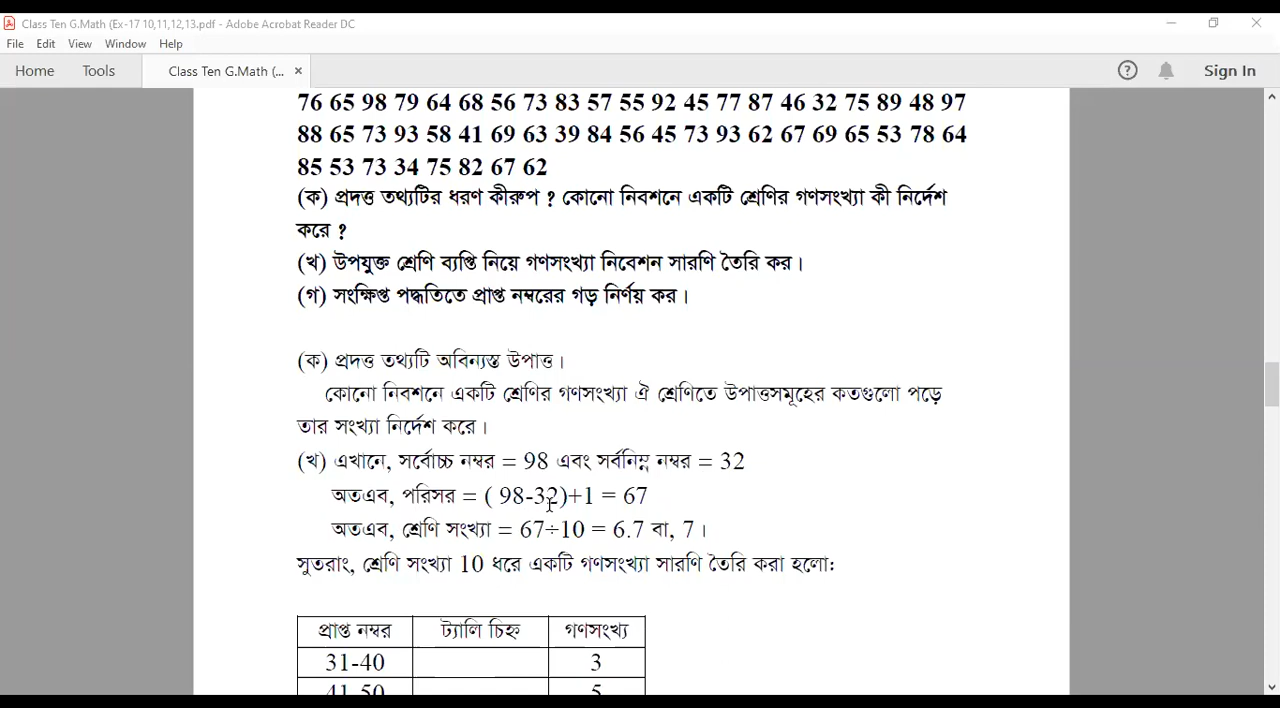 Class Ten G.Math (Ex-17 10,11,12,13.pdf - Adobe Acrobat Reader DC
File Edit View Window Help
Home Tools Class Ten G.Math (... × ? Sign In
76 65 98 79 64 68 56 73 83 57 55 92 45 77 87 46 32 75 89 48 97
88 65 73 93 58 41 69 63 39 84 56 45 73 93 62 67 69 65 53 78 64
85 53 73 34 75 82 67 62
(ক) প্রদত্ত তথ্যটির ধরণ কীরুপ ? কোনো নিবশনে একটি শ্রেণির গণসংখ্যা কী নির্দেশ
করে ?
(খ) উপযুক্ত শ্রেণি ব্যপ্তি নিয়ে গণসংখ্যা নিবেশন সারণি তৈরি কর।
(গ) সংক্ষিপ্ত পদ্ধতিতে প্রাপ্ত নম্বরের গড় নির্ণয় কর।
(ক) প্রদত্ত তথ্যটি অবিন্যস্ত উপাত্ত।
কোনো নিবশনে একটি শ্রেণির গণসংখ্যা ঐ শ্রেণিতে উপাত্তসমূহের কতগুলো পড়ে
তার সংখ্যা নির্দেশ করে।
(খ) এখানে, সর্বোচ্চ নম্বর = 98 এবং সর্বনিম্ন নম্বর = 32
অতএব, পরিসর = ( 98-32)+1 = 67
অতএব, শ্রেণি সংখ্যা = 67÷10 = 6.7 বা, 7।
সুতরাং, শ্রেণি সংখ্যা 10 ধরে একটি গণসংখ্যা সারণি তৈরি করা হলো:
প্রাপ্ত নম্বর ট্যালি চিহ্ন গণসংখ্য
31-40 3
41-50 5